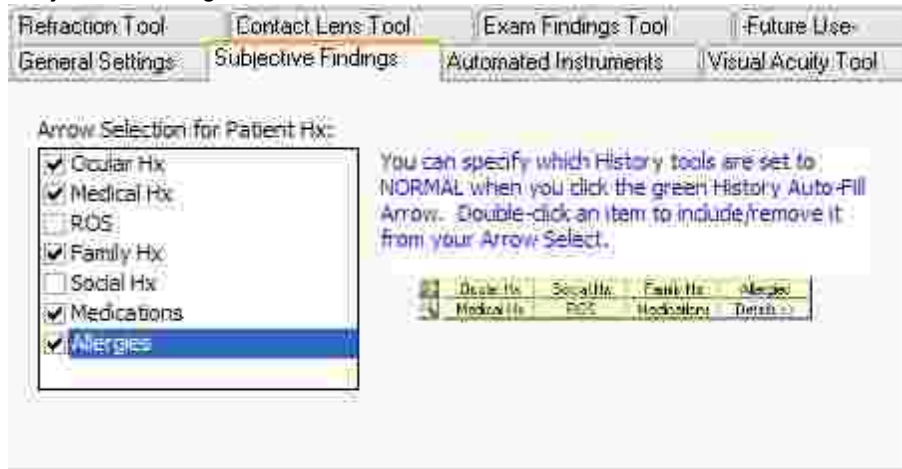 Refraction Tool Contact Lens Tool Exam Findings Tool -Future Use-
General Settings Subjective Findings Automated Instruments Visual Acuity Tool
Arrow Selection for Patient Hx:
Ocular Hx
Medical Hx
ROS
Family Hx
Social Hx
Medications
Allergies
You can specify which History tools are set to
NORMAL when you click the green History Auto-Fill
Arrow. Double-click an item to include/remove it
from your Arrow Select.
Ocular Hx Social Hx Family Hx Allergies
Medical Hx ROS Medications